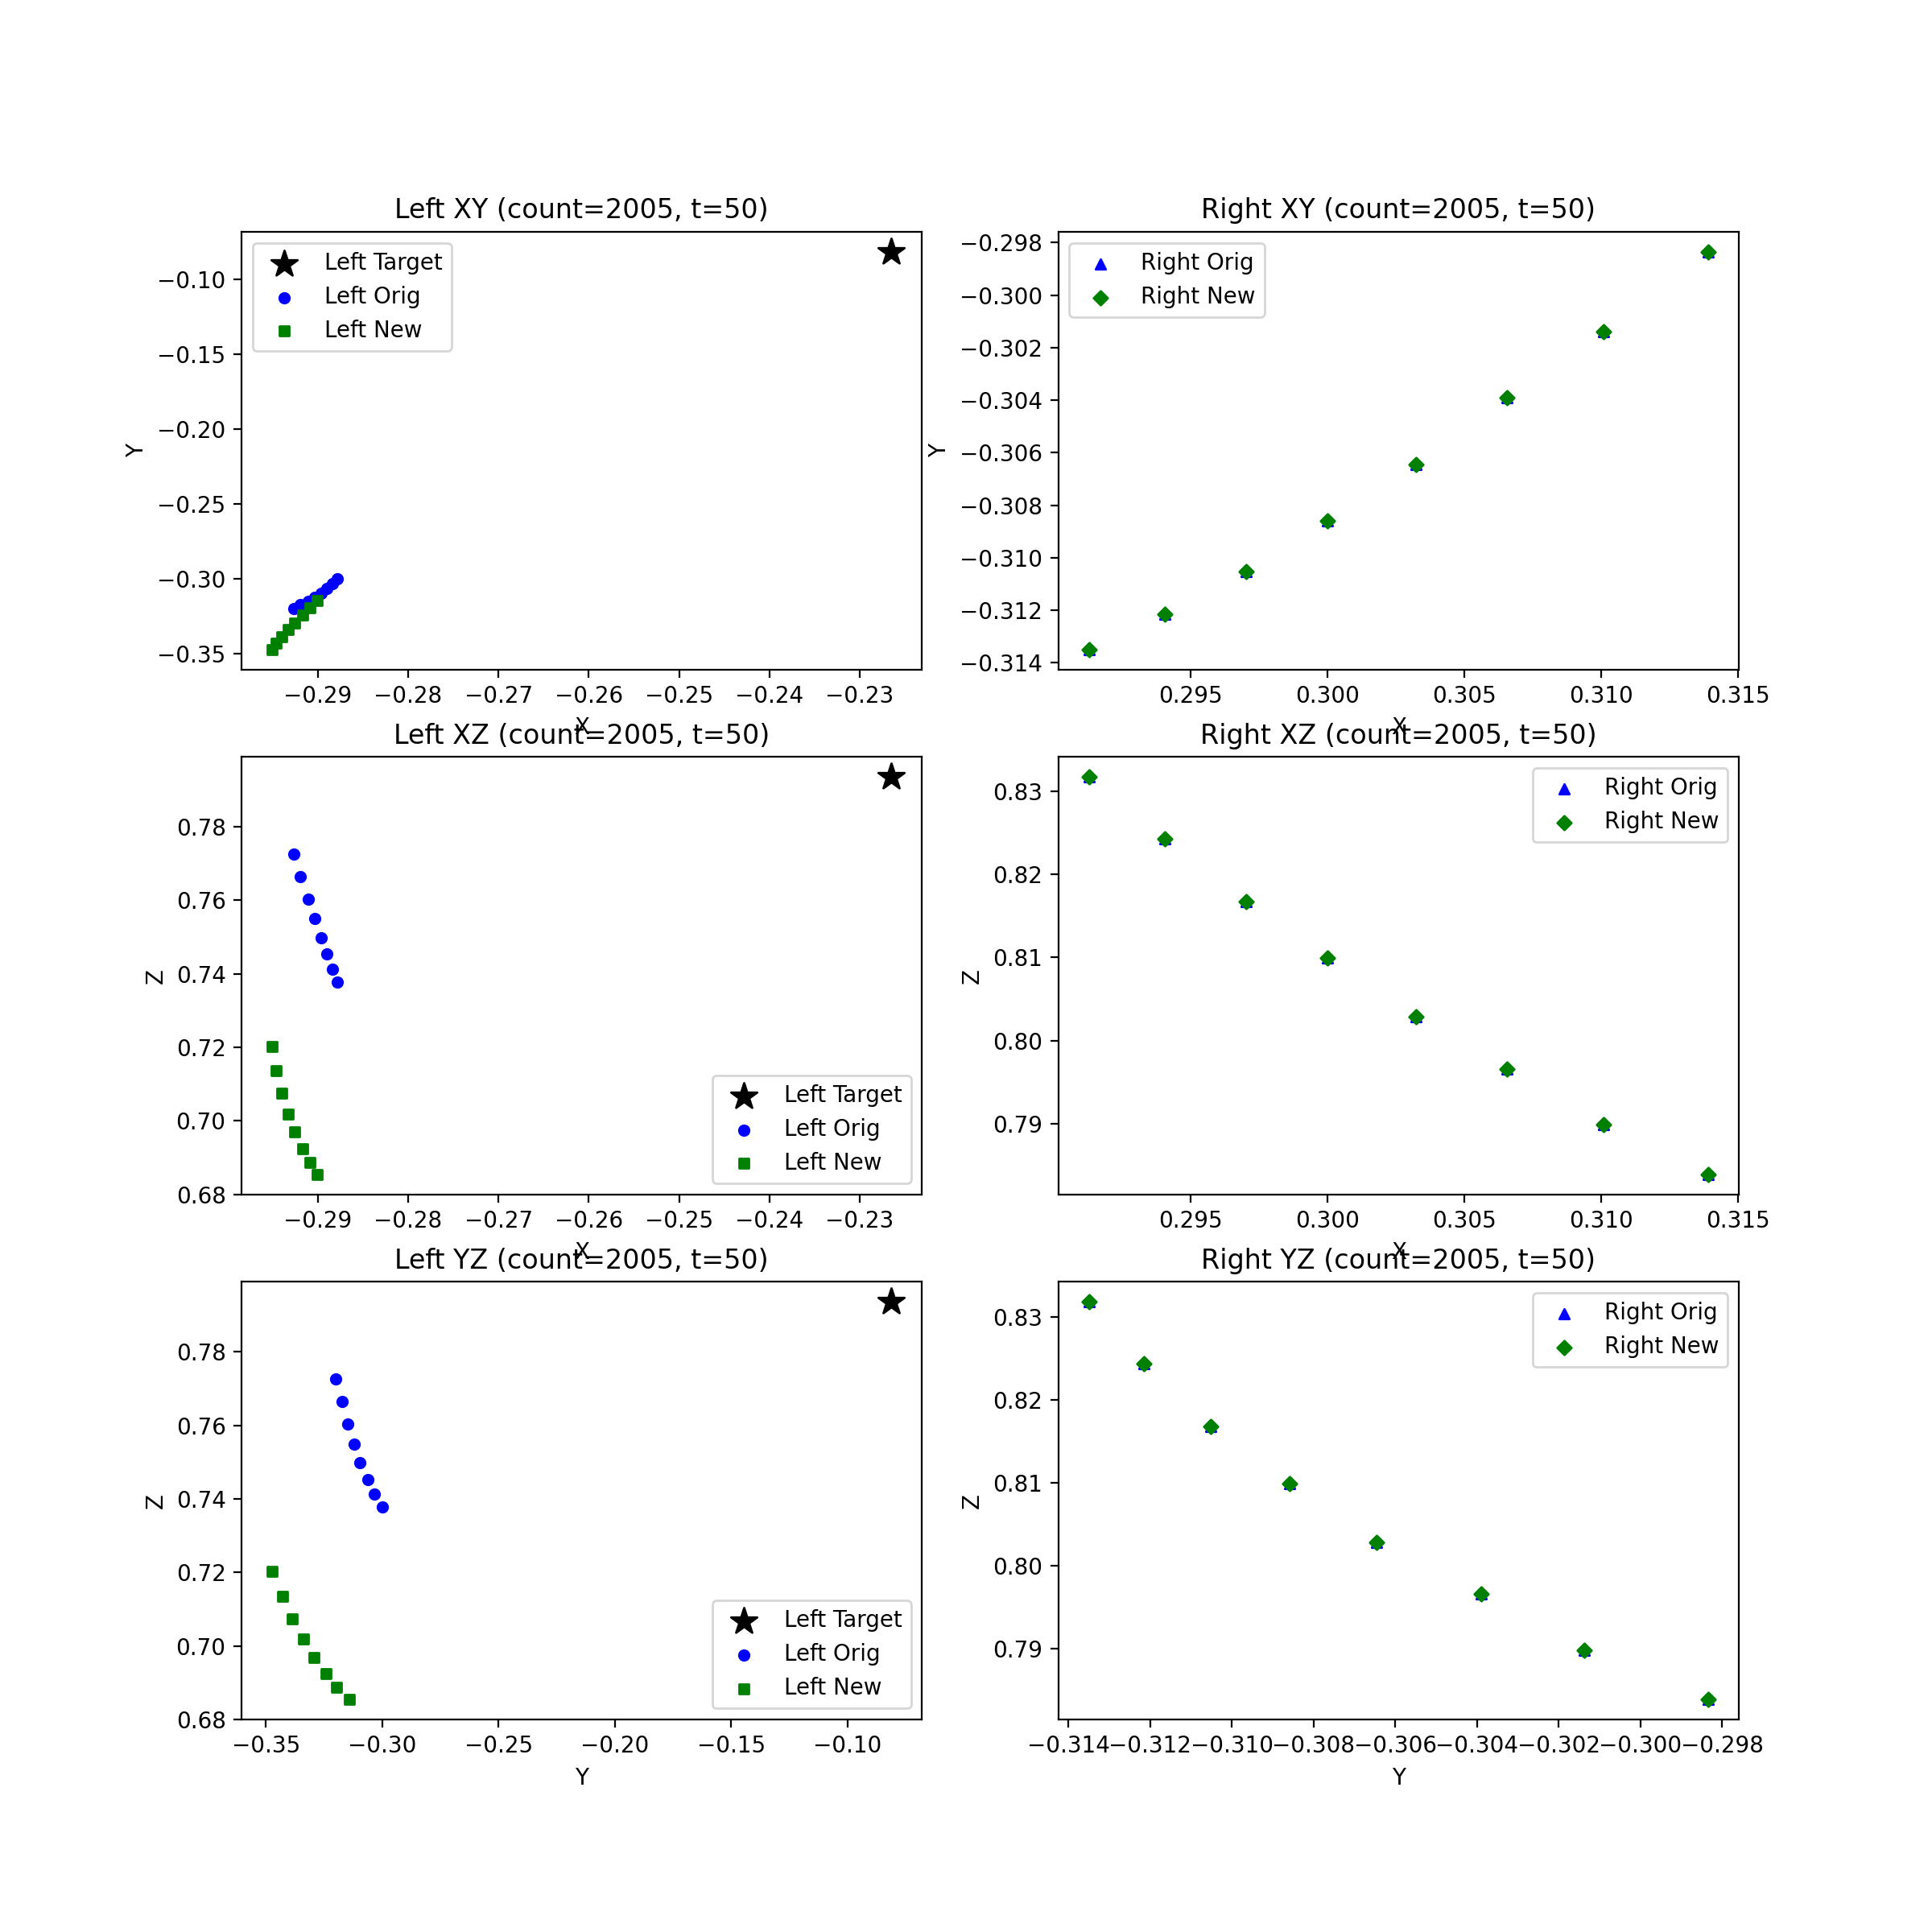 Left XY (count=2005, t=50)
Left Target
Left Orig
Left New
−0.10
−0.15
−0.20
−0.25
−0.30
−0.35
Y
−0.29 −0.28 −0.27 −0.26 −0.25 −0.24 −0.23
X
Right XY (count=2005, t=50)
Right Orig
Right New
−0.298
−0.300
−0.302
−0.304
−0.306
−0.308
−0.310
−0.312
−0.314
Y
0.295 0.300 0.305 0.310 0.315
X
Left XZ (count=2005, t=50)
0.78
0.76
0.74
0.72
0.70
0.68
Z
Left Target
Left Orig
Left New
−0.29 −0.28 −0.27 −0.26 −0.25 −0.24 −0.23
X
Right XZ (count=2005, t=50)
Right Orig
Right New
0.83
0.82
0.81
0.80
0.79
Z
0.295 0.300 0.305 0.310 0.315
X
Left YZ (count=2005, t=50)
0.78
0.76
0.74
0.72
0.70
0.68
Z
Left Target
Left Orig
Left New
−0.35 −0.30 −0.25 −0.20 −0.15 −0.10
Y
Right YZ (count=2005, t=50)
Right Orig
Right New
0.83
0.82
0.81
0.80
0.79
Z
−0.314 −0.312 −0.310 −0.308 −0.306 −0.304 −0.302 −0.300 −0.298
Y